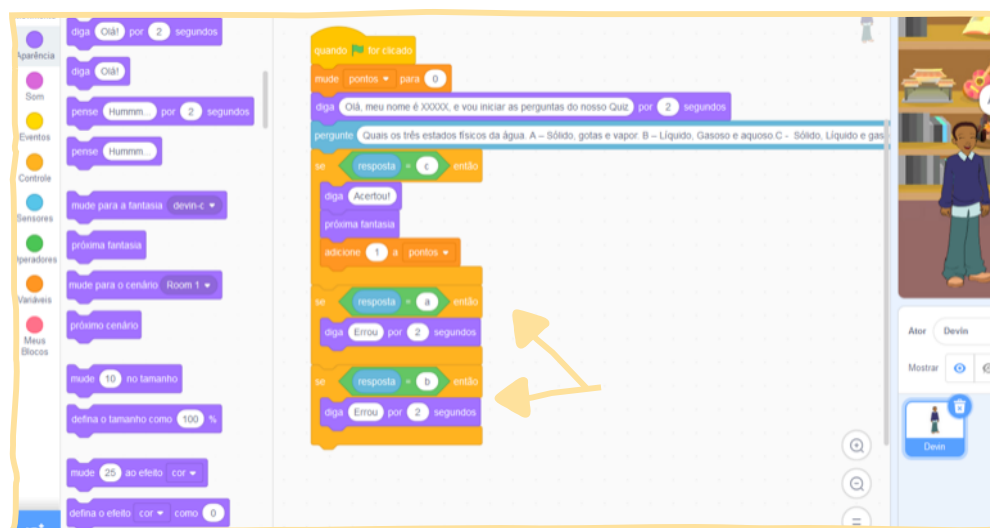 diga Olá! por 2 segundos
Aparência
diga Olá!
Som
pense Hummm... por 2 segundos
Eventos
pense Hummm...
Controle
mude para a fantasia devin-c
Sensores
próxima fantasia
Operadores
mude para o cenário Room 1
Variáveis
próximo cenário
Meus
Blocos
mude 10 no tamanho
defina o tamanho como 100 %
mude 25 ao efeito cor
defina o efeito cor como 0
quando for clicado
mude pontos para 0
diga Olá, meu nome é XXXXX, e vou iniciar as perguntas do nosso Quiz. por 2 segundos
pergunte Quais os três estados físicos da água. A – Sólido, gotas e vapor. B – Líquido, Gasoso e aquoso.C - Sólido, Líquido e gas
se resposta = c então
diga Acertou!
próxima fantasia
adicione 1 a pontos
se resposta = a então
diga Errou por 2 segundos
se resposta = b então
diga Errou por 2 segundos
Ator Devin
Mostrar
Devin